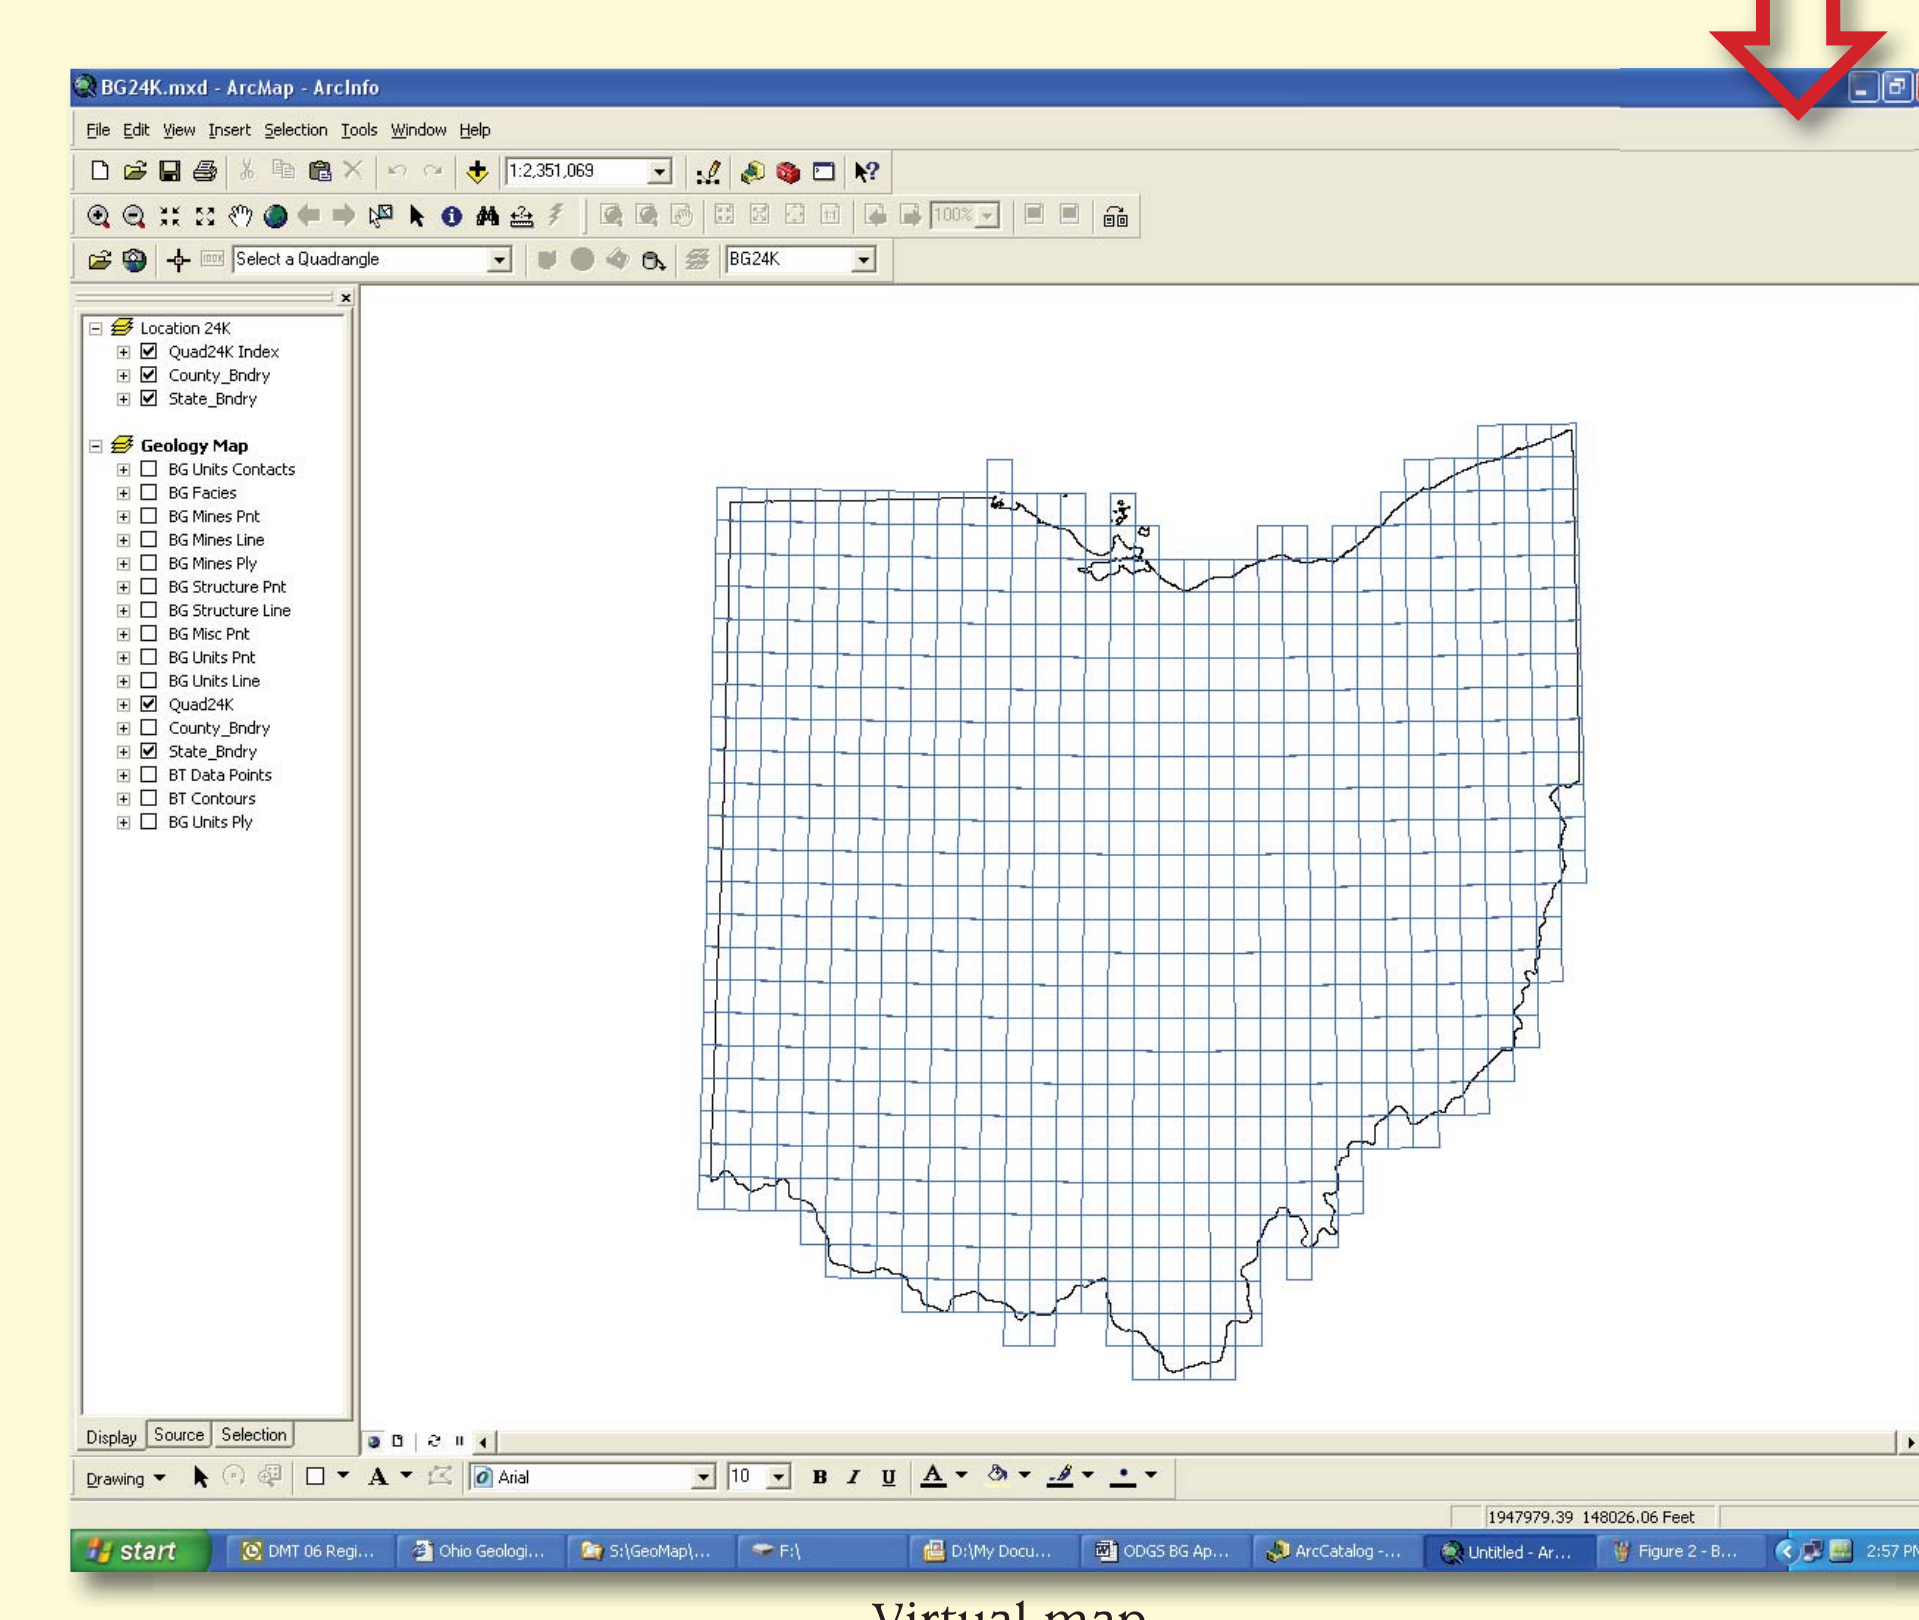 BG24K.mxd - ArcMap - ArcInfo
File Edit View Insert Selection Tools Window Help
1:2,351,069
100%
Select a Quadrangle
BG24K
Location 24K
Quad24K Index
County_Bndry
State_Bndry
Geology Map
BG Units Contacts
BG Facies
BG Mines Pnt
BG Mines Line
BG Mines Ply
BG Structure Pnt
BG Structure Line
BG Misc Pnt
BG Units Pnt
BG Units Line
Quad24K
County_Bndry
State_Bndry
BT Data Points
BT Contours
BG Units Ply
Display Source Selection
Drawing A Arial 10 B I U A
1947979.39 148026.06 Feet
start DMT 06 Regi... Ohio Geologi... S:\GeoMap\... F:\ D:\My Docu... ODGS BG Ap... ArcCatalog -... Untitled - Ar... Figure 2 - B... 2:57 PM
Virtual map